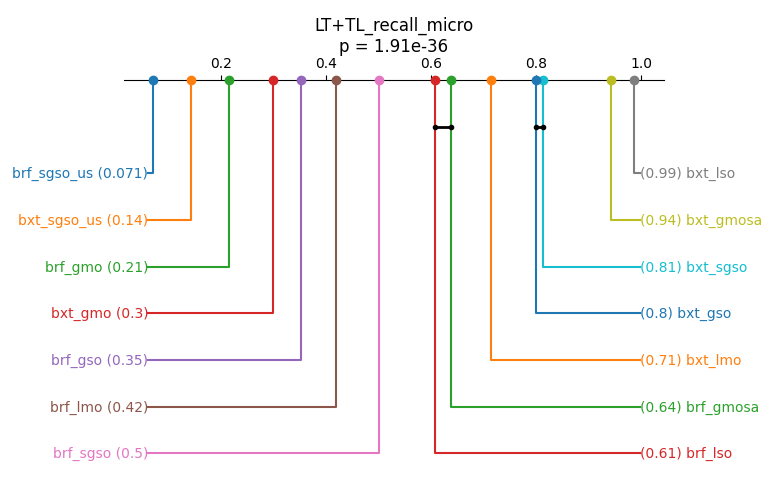 LT+TL_recall_micro
p = 1.91e-36
0.2 0.4 0.6 0.8 1.0
brf_sgso_us (0.071) (0.99) bxt_lso
bxt_sgso_us (0.14) (0.94) bxt_gmosa
brf_gmo (0.21) (0.81) bxt_sgso
bxt_gmo (0.3) (0.8) bxt_gso
brf_gso (0.35) (0.71) bxt_lmo
brf_lmo (0.42) (0.64) brf_gmosa
brf_sgso (0.5) (0.61) brf_lso